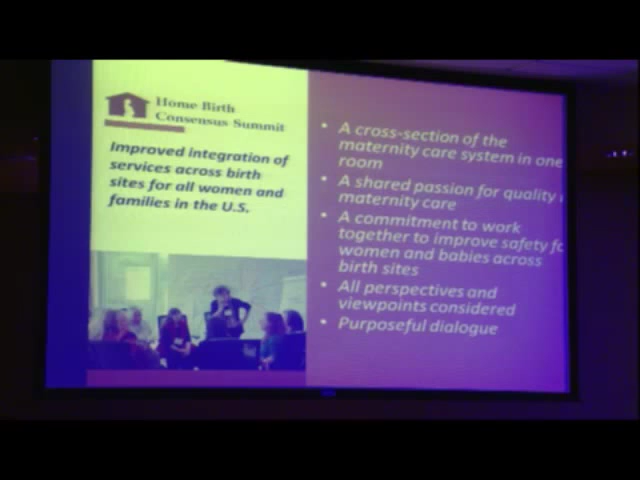 Home Birth
Consensus Summit
Improved integration of
services across birth
sites for all women and
families in the U.S.
• A cross-section of the
maternity care system in one
room
• A shared passion for quality
maternity care
• A commitment to work
together to improve safety fo
women and babies across
birth sites
• All perspectives and
viewpoints considered
• Purposeful dialogue